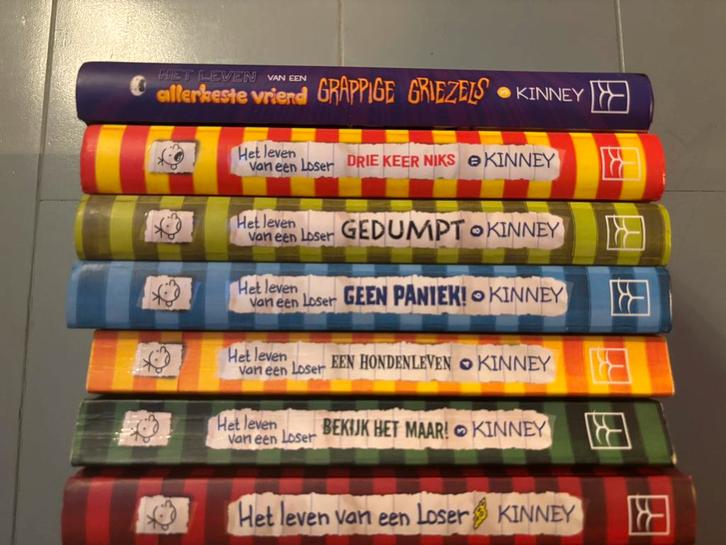 HET LEVEN VAN EEN
allerbeste vriend GRAPPIGE GRIEZELS 3 KINNEY
Het leven
van een Loser DRIE KEER NIKS KINNEY
Het leven
van een Loser GEDUMPT KINNEY
Het leven
van een Loser GEEN PANIEK! KINNEY
Het leven
van een Loser EEN HONDENLEVEN 4 KINNEY
Het leven
van een Loser BEKIJK HET MAAR! KINNEY
Het leven van een Loser KINNEY